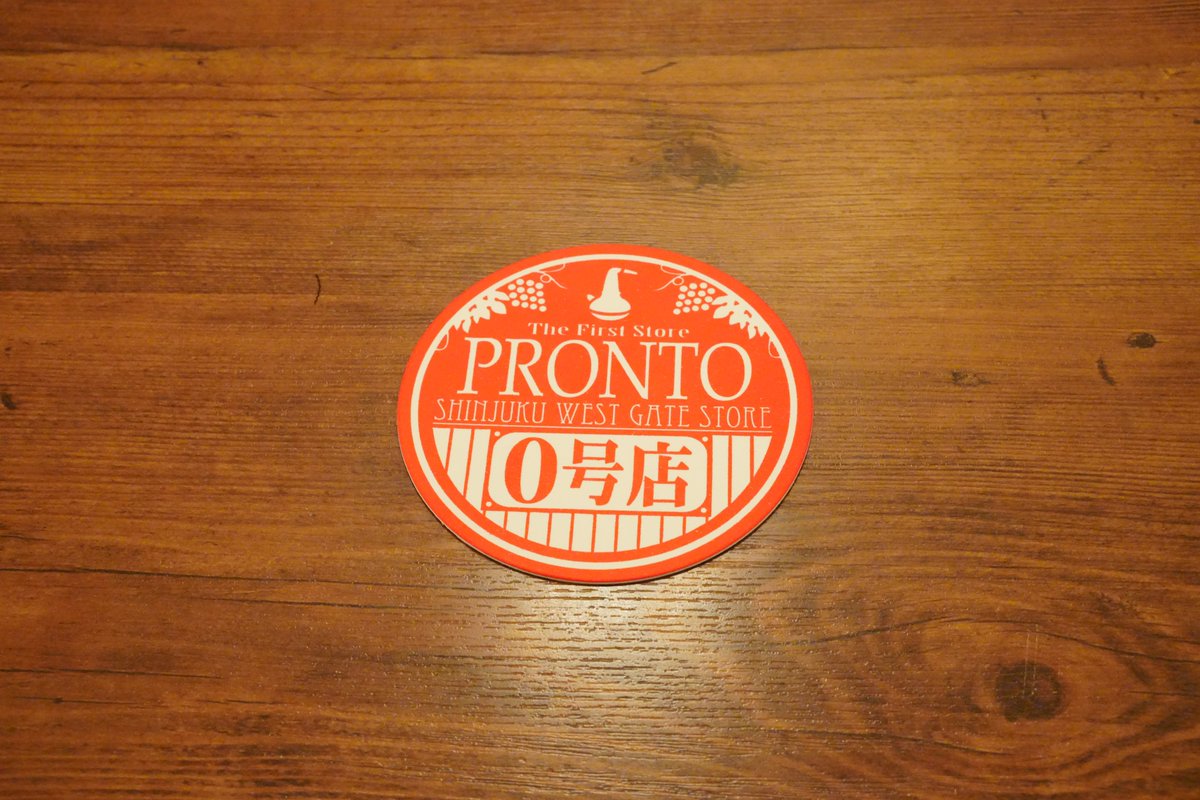 The First Store
PRONTO
SHINJUKU WEST GATE STORE
0号店